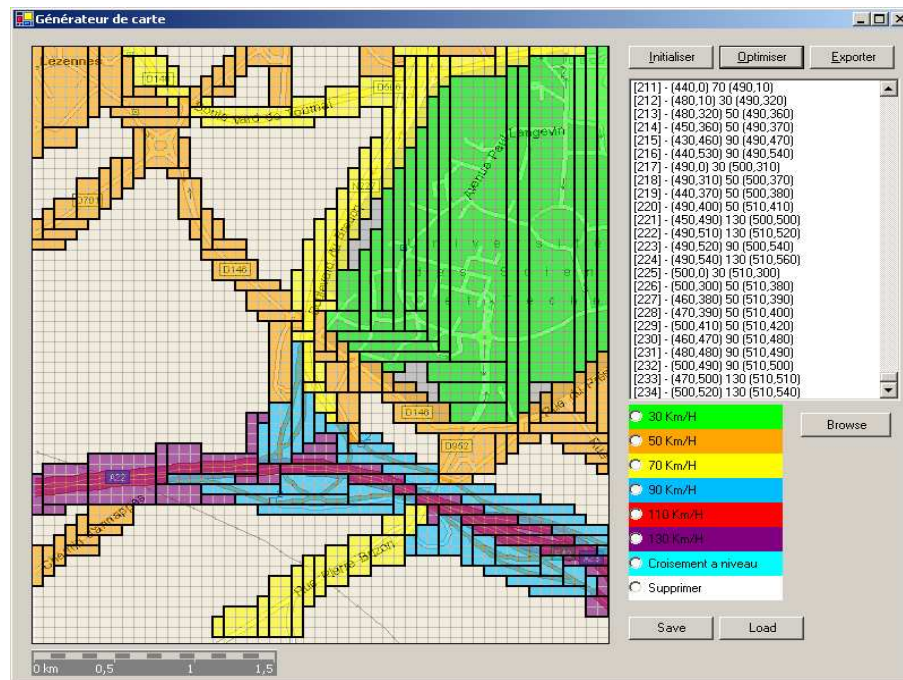 Générateur de carte
Initialiser
Optimiser
Exporter
Lezennes
D146
D506
Boulevard de Tournai
Avenue Paul Langevin
N227
D701
D146
D146
D952
A22
Rue Pierre Brizon
[211] - (440,0) 70 (490,10)
[212] - (480,10) 30 (490,320)
[213] - (480,320) 50 (490,360)
[214] - (450,360) 50 (490,370)
[215] - (430,460) 90 (490,470)
[216] - (440,530) 90 (490,540)
[217] - (490,0) 30 (500,310)
[218] - (490,310) 50 (500,370)
[219] - (440,370) 50 (500,380)
[220] - (490,400) 50 (510,410)
[221] - (450,490) 130 (500,500)
[222] - (490,510) 130 (510,520)
[223] - (490,520) 90 (500,540)
[224] - (490,540) 130 (510,560)
[225] - (500,0) 30 (510,300)
[226] - (500,300) 50 (510,380)
[227] - (460,380) 50 (510,390)
[228] - (470,390) 50 (510,400)
[229] - (500,410) 50 (510,420)
[230] - (460,470) 90 (510,480)
[231] - (480,480) 90 (510,490)
[232] - (500,490) 90 (510,500)
[233] - (470,500) 130 (510,510)
[234] - (500,520) 130 (510,540)
30 Km/H
50 Km/H
70 Km/H
90 Km/H
110 Km/H
130 Km/H
Croisement a niveau
Supprimer
Browse
Save
Load
0 km 0,5 1 1,5